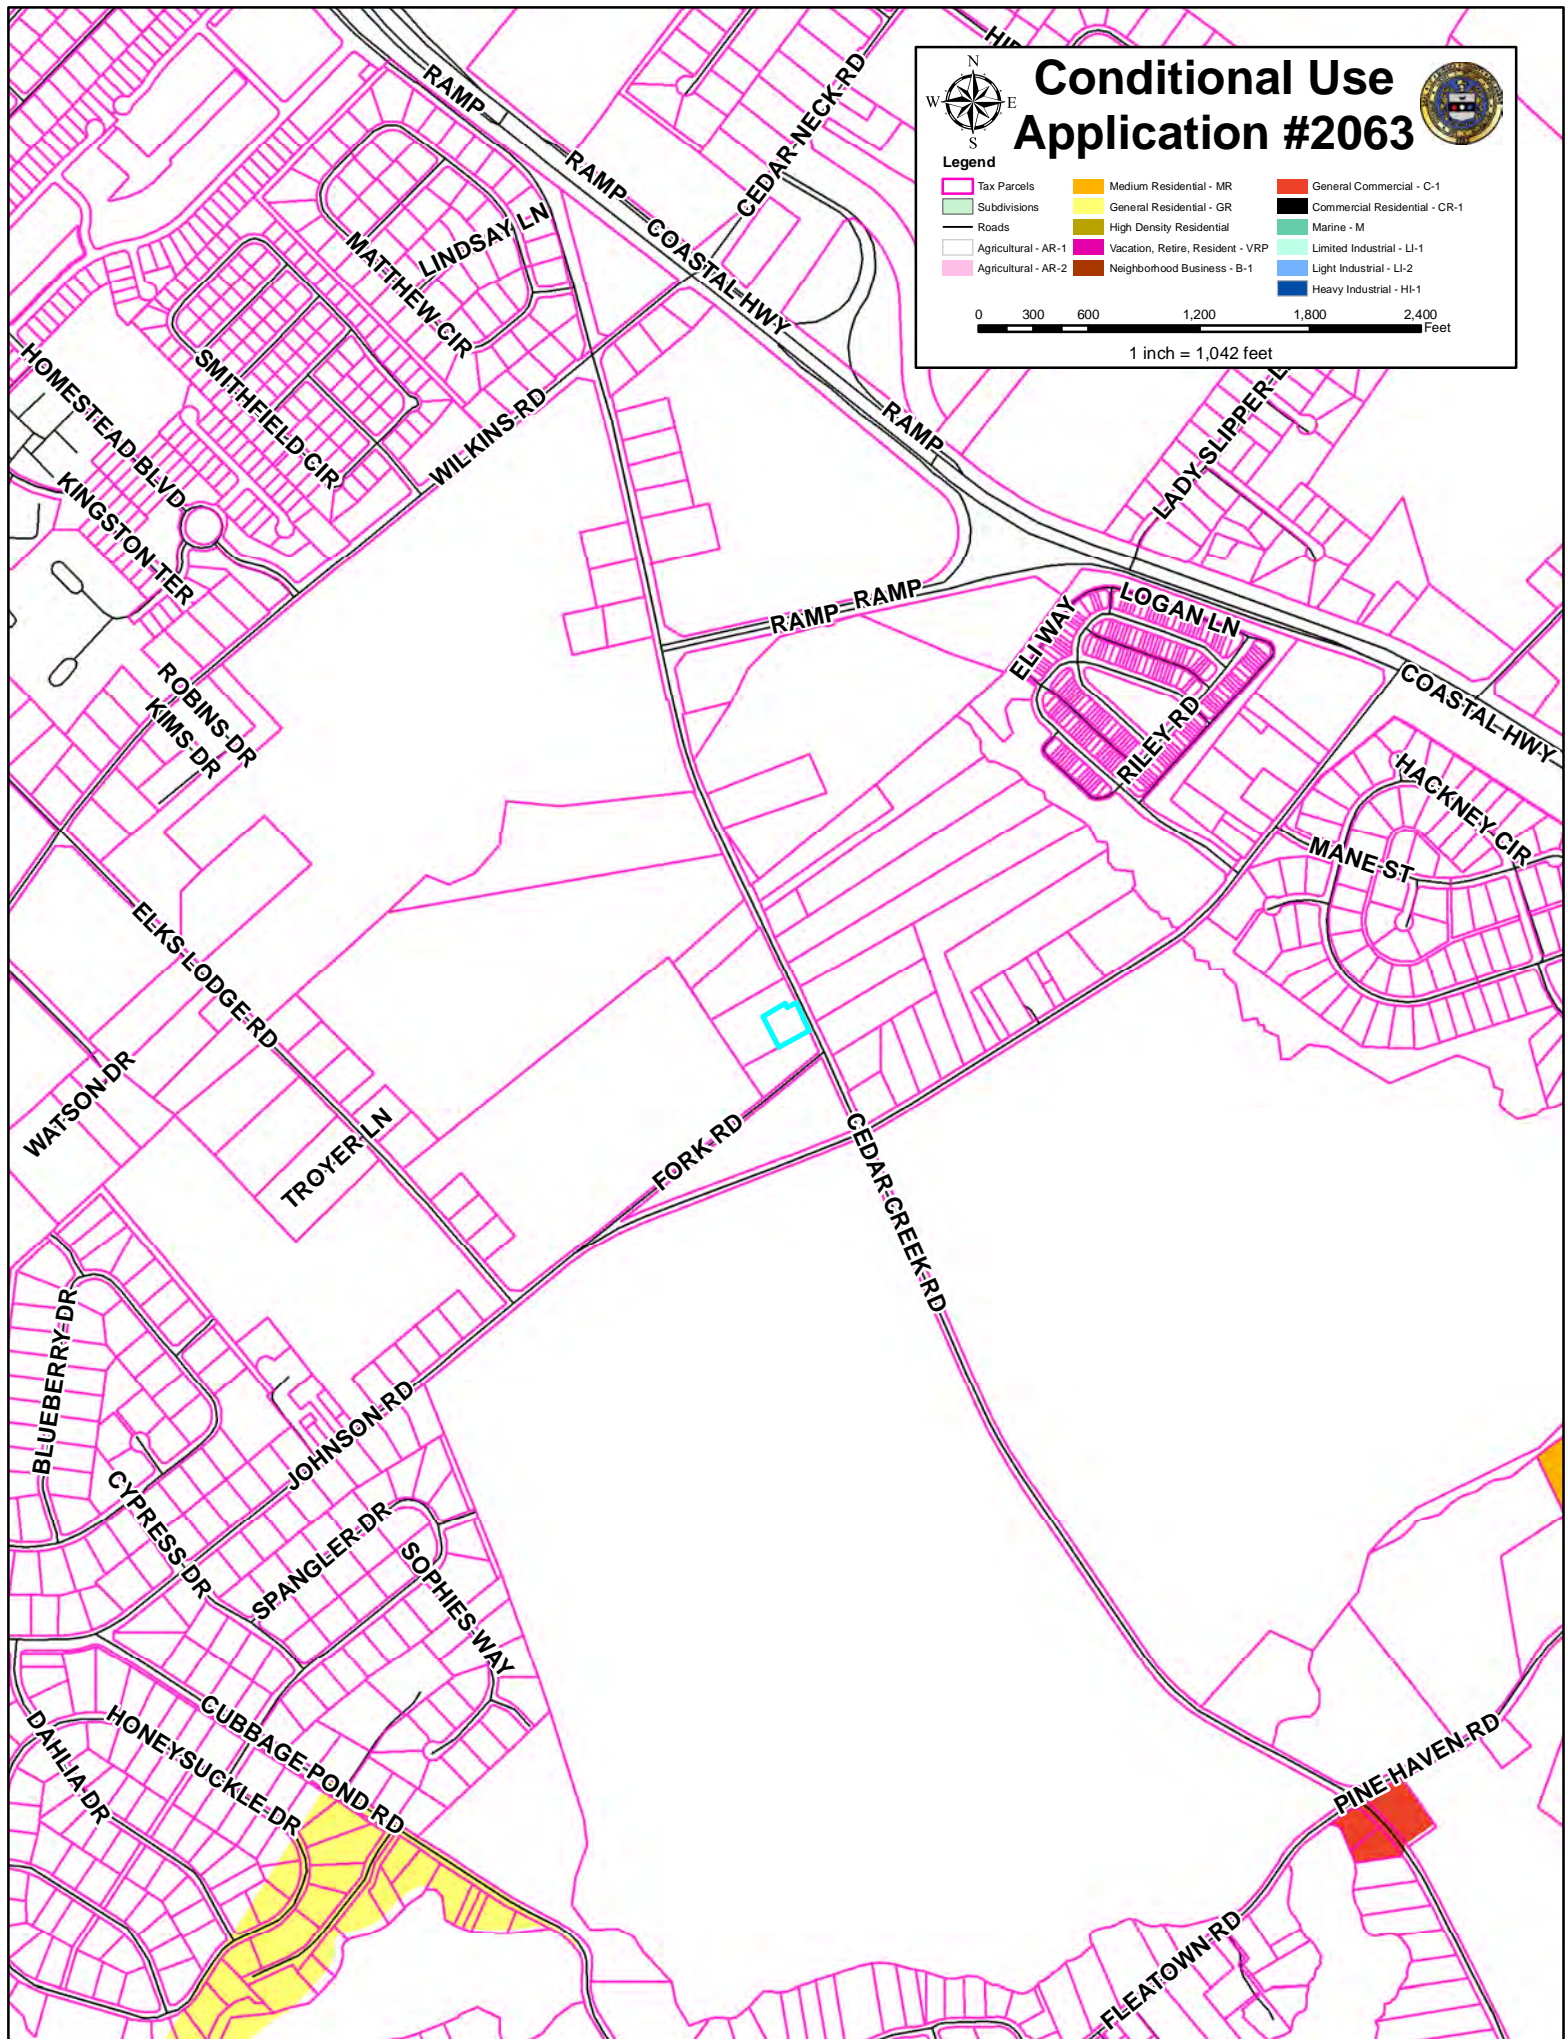 Conditional Use
Application #2063
N
W
E
S
Legend
Tax Parcels
Subdivisions
Roads
Agricultural - AR-1
Agricultural - AR-2
Medium Residential - MR
General Residential - GR
High Density Residential
Vacation, Retire, Resident - VRP
Neighborhood Business - B-1
General Commercial - C-1
Commercial Residential - CR-1
Marine - M
Limited Industrial - LI-1
Light Industrial - LI-2
Heavy Industrial - HI-1
0 300 600 1,200 1,800 2,400
Feet
1 inch = 1,042 feet
RAMP
RAMP
CEDAR NECK RD
COASTAL HWY
LINDSAY LN
MATTHEW CIR
SMITHFIELD CIR
HOMESTEAD BLVD
WILKINS RD
KINGSTON TER
RAMP
LADY SLIPPER
RAMP RAMP
LOGAN LN
ELI WAY
RILEY RD
COASTAL HWY
ROBINS DR
KIMS DR
HACKNEY CIR
MANE ST
ELKS LODGE RD
WATSON DR
TROYER LN
FORK RD
CEDAR CREEK RD
BLUEBERRY DR
JOHNSON RD
CYPRESS DR
SPANGLER DR
SOPHIES WAY
CUBBAGE POND RD
HONEYSUCKLE DR
DAHLIA DR
PINE HAVEN RD
FLEATOWN RD